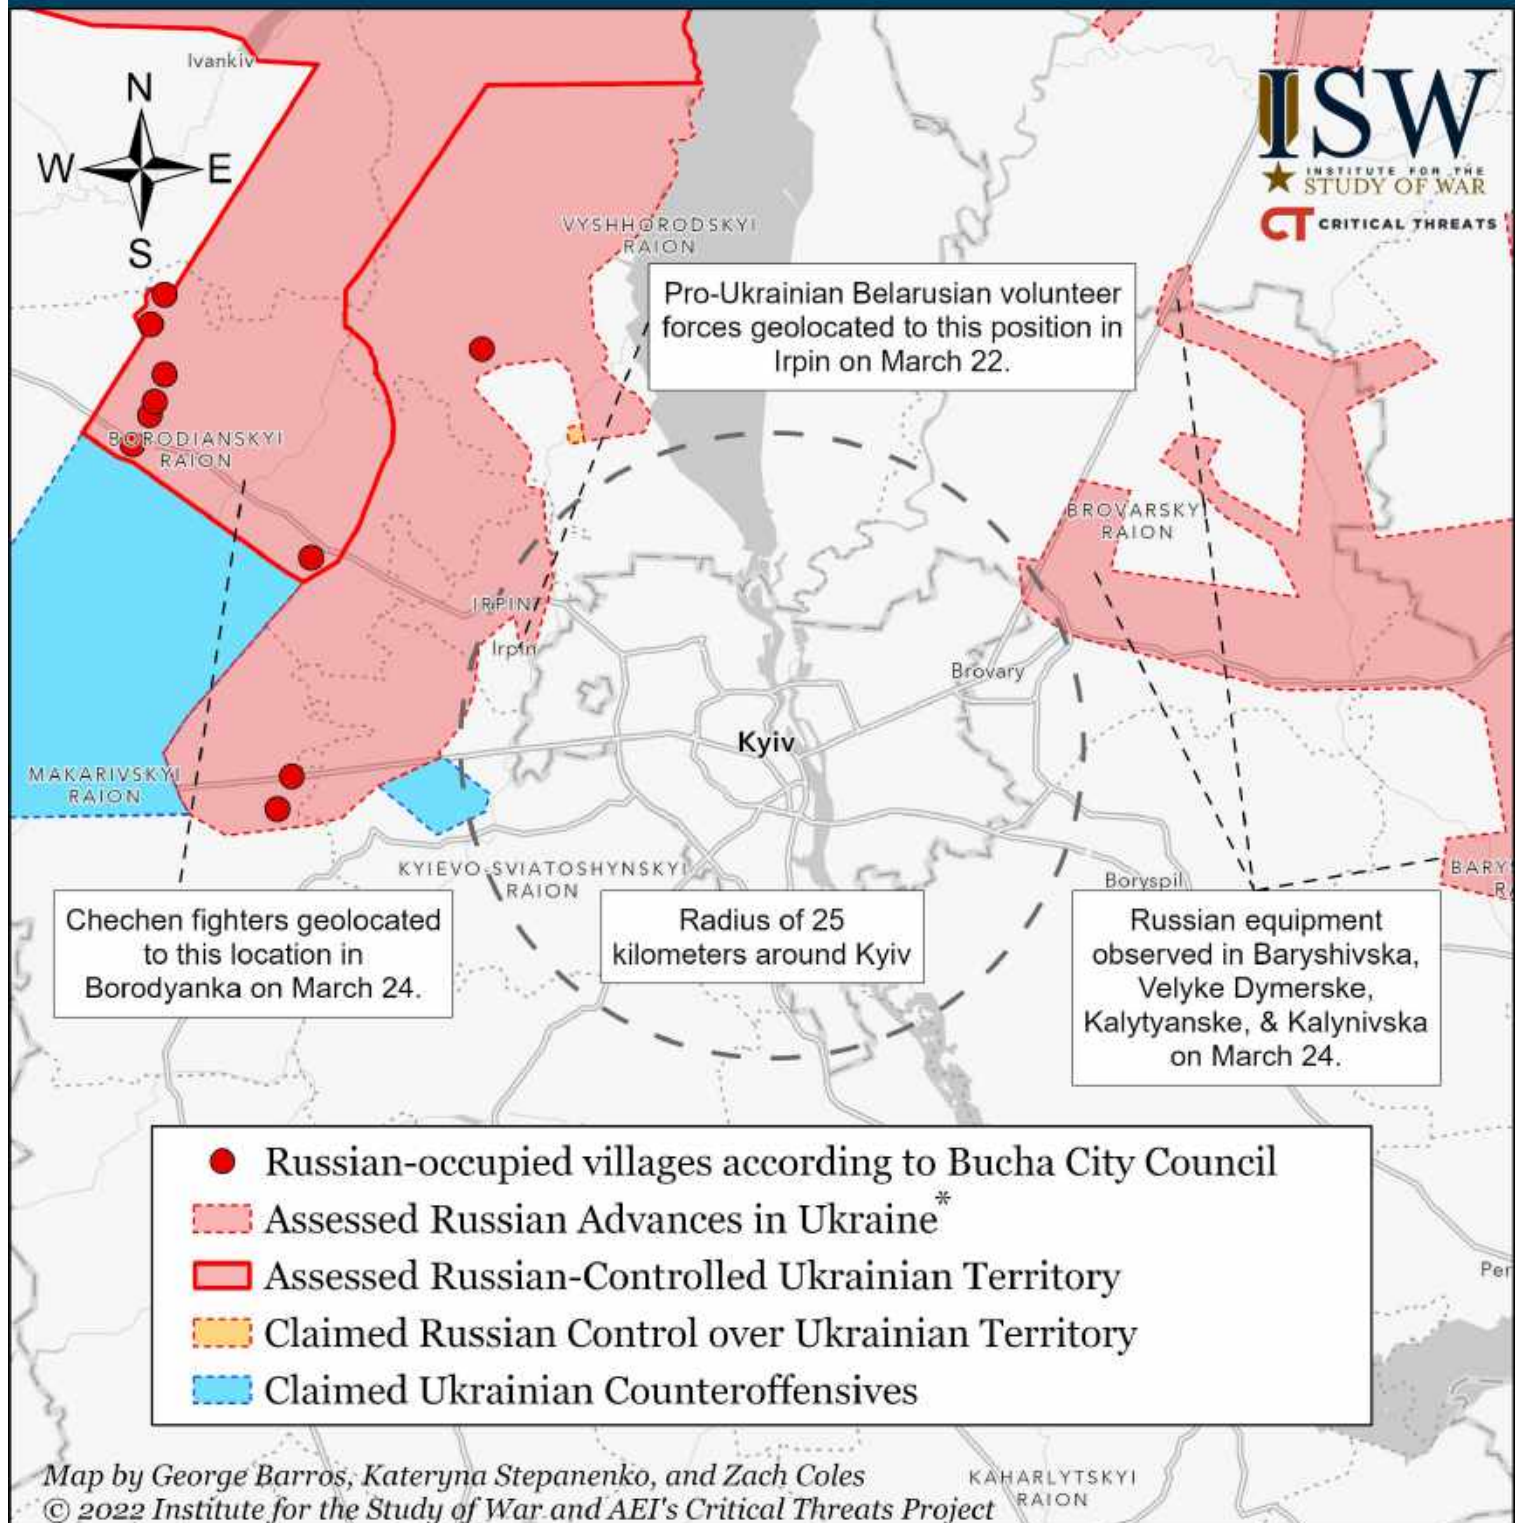 Ivankiv
N
W
E
S
ISW
INSTITUTE FOR THE
STUDY OF WAR
CT CRITICAL THREATS
VYSHHORODSKYI
RAION
Pro-Ukrainian Belarusian volunteer
forces geolocated to this position in
Irpin on March 22.
BORODIANSKYI
RAION
BROVARSKY
RAION
IRPIN
Irpin
Brovary
Kyiv
MAKARIVSKYI
RAION
KYIEVO-SVIATOSHYNSKYI
RAION
Boryspil
BARY
R
Chechen fighters geolocated
to this location in
Borodyanka on March 24.
Radius of 25
kilometers around Kyiv
Russian equipment
observed in Baryshivska,
Velyke Dymerske,
Kalytyanske, & Kalynivska
on March 24.
Russian-occupied villages according to Bucha City Council
Assessed Russian Advances in Ukraine*
Assessed Russian-Controlled Ukrainian Territory
Claimed Russian Control over Ukrainian Territory
Claimed Ukrainian Counteroffensives
Per
Map by George Barros, Kateryna Stepanenko, and Zach Coles
© 2022 Institute for the Study of War and AEI's Critical Threats Project
KAHARLYTSKYI
RAION